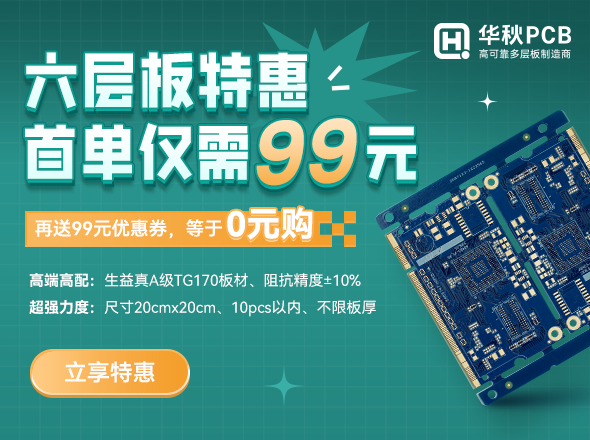 华秋PCB
高可靠多层板制造商
六层板特惠
首单仅需99元
再送99元优惠券，等于0元购
高端高配：生益真A级TG170板材、阻抗精度±10%
超强力度：尺寸20cmx20cm、10pcs以内、不限板厚
立享特惠